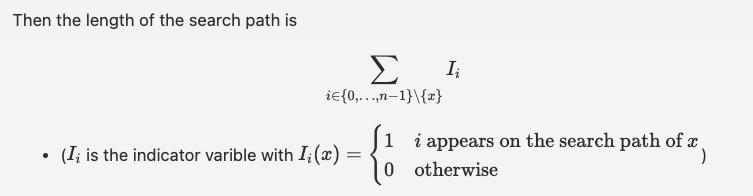 Then the length of the search path is
∑ I_i
i∈{0,…,n−1}\{x}
• (I_i is the indicator varible with I_i(x) = { 1 i appears on the search path of x
0 otherwise )